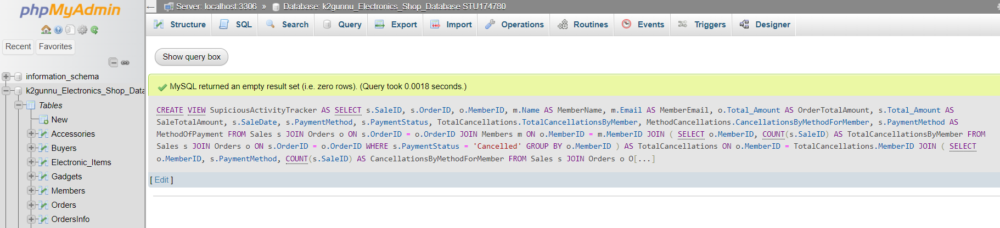 phpMyAdmin
Recent Favorites
information_schema
k2gunnu_Electronics_Shop_Data
Tables
New
Accessories
Buyers
Electronic_Items
Gadgets
Members
Orders
OrdersInfo
Server: localhost:3306 » Database: k2gunnu_Electronics_Shop_Database STU174780
Structure SQL Search Query Export Import Operations Routines Events Triggers Designer
Show query box
MySQL returned an empty result set (i.e. zero rows). (Query took 0.0018 seconds.)
CREATE VIEW SupiciousActivityTracker AS SELECT s.SaleID, s.OrderID, o.MemberID, m.Name AS MemberName, m.Email AS MemberEmail, o.Total_Amount AS OrderTotalAmount, s.Total_Amount AS
SaleTotalAmount, s.SaleDate, s.PaymentMethod, s.PaymentStatus, TotalCancellations.TotalCancellationsByMember, MethodCancellations.CancellationsByMethodForMember, s.PaymentMethod AS
MethodOfPayment FROM Sales s JOIN Orders o ON s.OrderID = o.OrderID JOIN Members m ON o.MemberID = m.MemberID JOIN ( SELECT o.MemberID, COUNT(s.SaleID) AS TotalCancellationsByMember FROM
Sales s JOIN Orders o ON s.OrderID = o.OrderID WHERE s.PaymentStatus = 'Cancelled' GROUP BY o.MemberID ) AS TotalCancellations ON o.MemberID = TotalCancellations.MemberID JOIN ( SELECT
o.MemberID, s.PaymentMethod, COUNT(s.SaleID) AS CancellationsByMethodForMember FROM Sales s JOIN Orders o O[...]
[ Edit ]